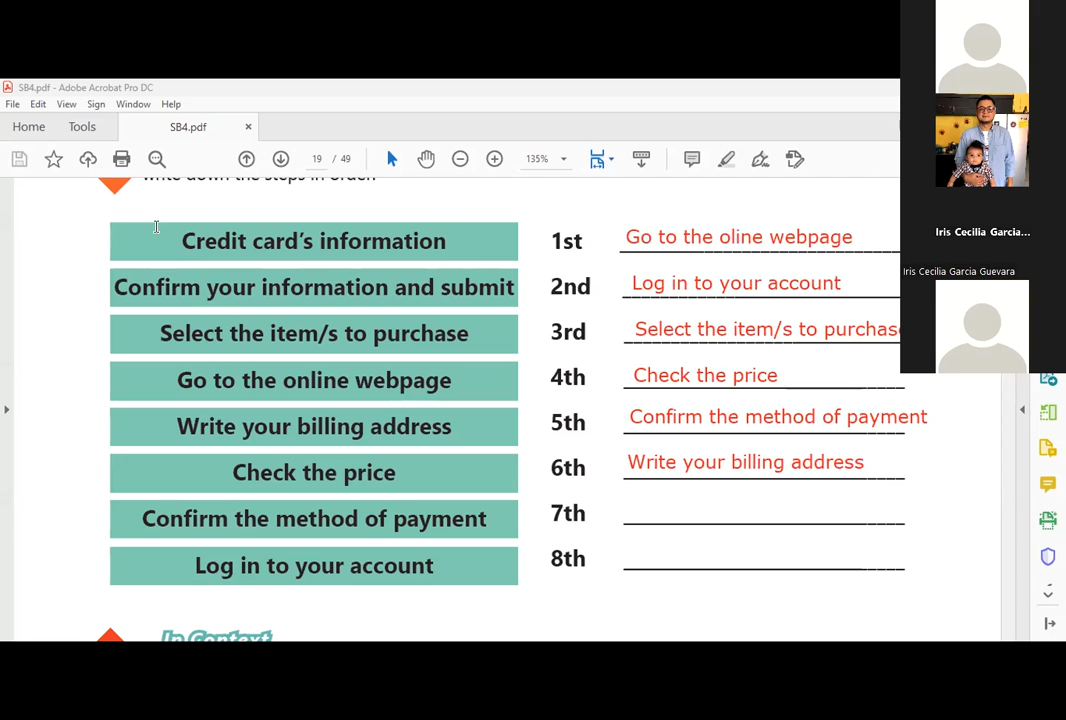 SB4.pdf - Adobe Acrobat Pro DC
File Edit View Sign Window Help
Home Tools SB4.pdf ×
19 / 49 135%
write down the steps in order.
Credit card's information
Confirm your information and submit
Select the item/s to purchase
Go to the online webpage
Write your billing address
Check the price
Confirm the method of payment
Log in to your account
1st Go to the oline webpage
2nd Log in to your account
3rd Select the item/s to purchase
4th Check the price
5th Confirm the method of payment
6th Write your billing address
7th
8th
In Context
Iris Cecilia Garcia...
Iris Cecilia Garcia Guevara